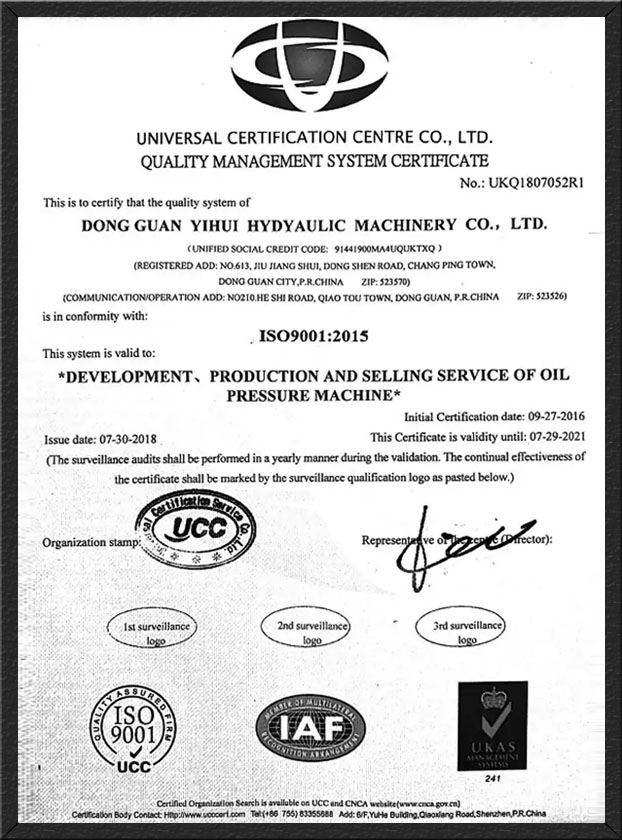 UNIVERSAL CERTIFICATION CENTRE CO., LTD.
QUALITY MANAGEMENT SYSTEM CERTIFICATE
No.: UKQ1807052R1
This is to certify that the quality system of
DONG GUAN YIHUI HYDYAULIC MACHINERY CO., LTD.
(UNIFIED SOCIAL CREDIT CODE: 91441900MA4UQUKTXQ )
(REGISTERED ADD: NO.613, JIU JIANG SHUI, DONG SHEN ROAD, CHANG PING TOWN,
DONG GUAN CITY,P.R.CHINA ZIP: 523570)
(COMMUNICATION/OPERATION ADD: NO210.HE SHI ROAD, QIAO TOU TOWN, DONG GUAN, P.R.CHINA ZIP: 523526)
is in conformity with:
ISO9001:2015
This system is valid to:
*DEVELOPMENT、PRODUCTION AND SELLING SERVICE OF OIL
PRESSURE MACHINE*
Initial Certification date: 09-27-2016
Issue date: 07-30-2018 This Certificate is validity until: 07-29-2021
(The surveillance audits shall be performed in a yearly manner during the validation. The continual effectiveness of
the certificate shall be marked by the surveillance qualification logo as pasted below.)
Organization stamp:
sal Certification Service Co.,Ltd.
UCC
Representative of the centre (Director):
1st surveillance
logo
2nd surveillance
logo
3rd surveillance
logo
QUALITY ASSURED FIRM
ISO
9001
UCC
MEMBER OF MULTILATERAL
IAF
RECOGNITION ARRANGEMENT
UKAS
MANAGEMENT
SYSTEMS
241
Certified Organization Search is available on UCC and CNCA website(www.cnca.gov.cn)
Certification Body Contact: Http://www.ucccert.com Tel:(+86 755) 83355888 Add: 6/F,YuHe Building,Qiaoxiang Road,Shenzhen,P.R.China